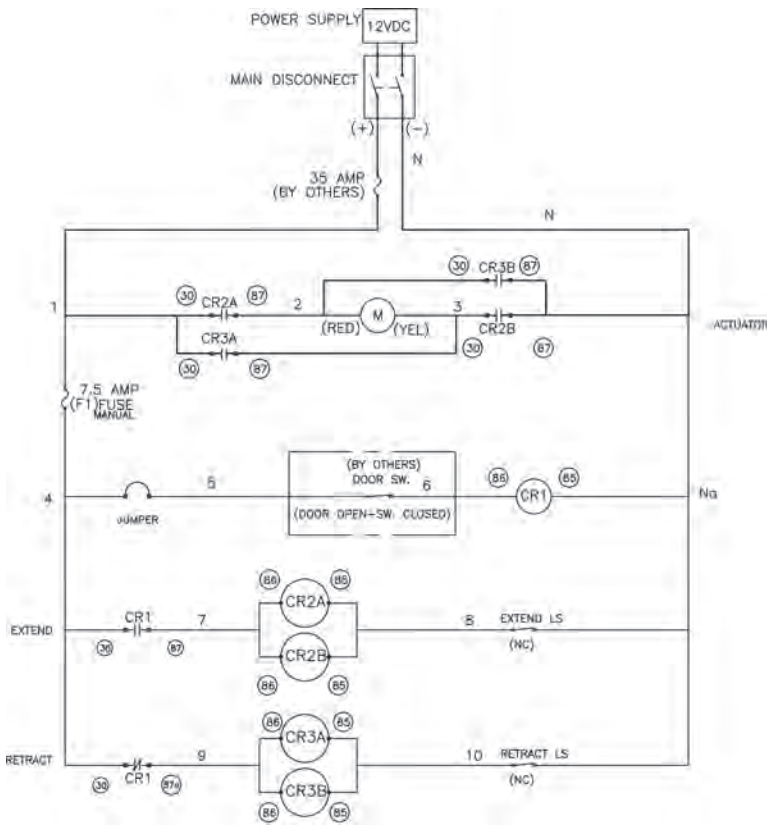 POWER SUPPLY
12VDC
MAIN DISCONNECT
(+) (-)
N
35 AMP
(BY OTHERS)
N
30 CR3B 87
1
30 CR2A 87
2
M
(RED) (YEL)
3
CR2B
30 87
CR3A
30 87
ACTUATOR
7.5 AMP
(F1)FUSE
MANUAL
(BY OTHERS)
DOOR SW.
(DOOR OPEN-SW. CLOSED)
4
JUMPER
5
6
86 CR1 85
Na
86 CR2A 85
EXTEND
CR1
30 87
7
8
EXTEND LS
(NC)
CR2B
86 85
86 CR3A 85
RETRACT
CR1
30 87a
9
10
RETRACT LS
(NC)
CR3B
86 85